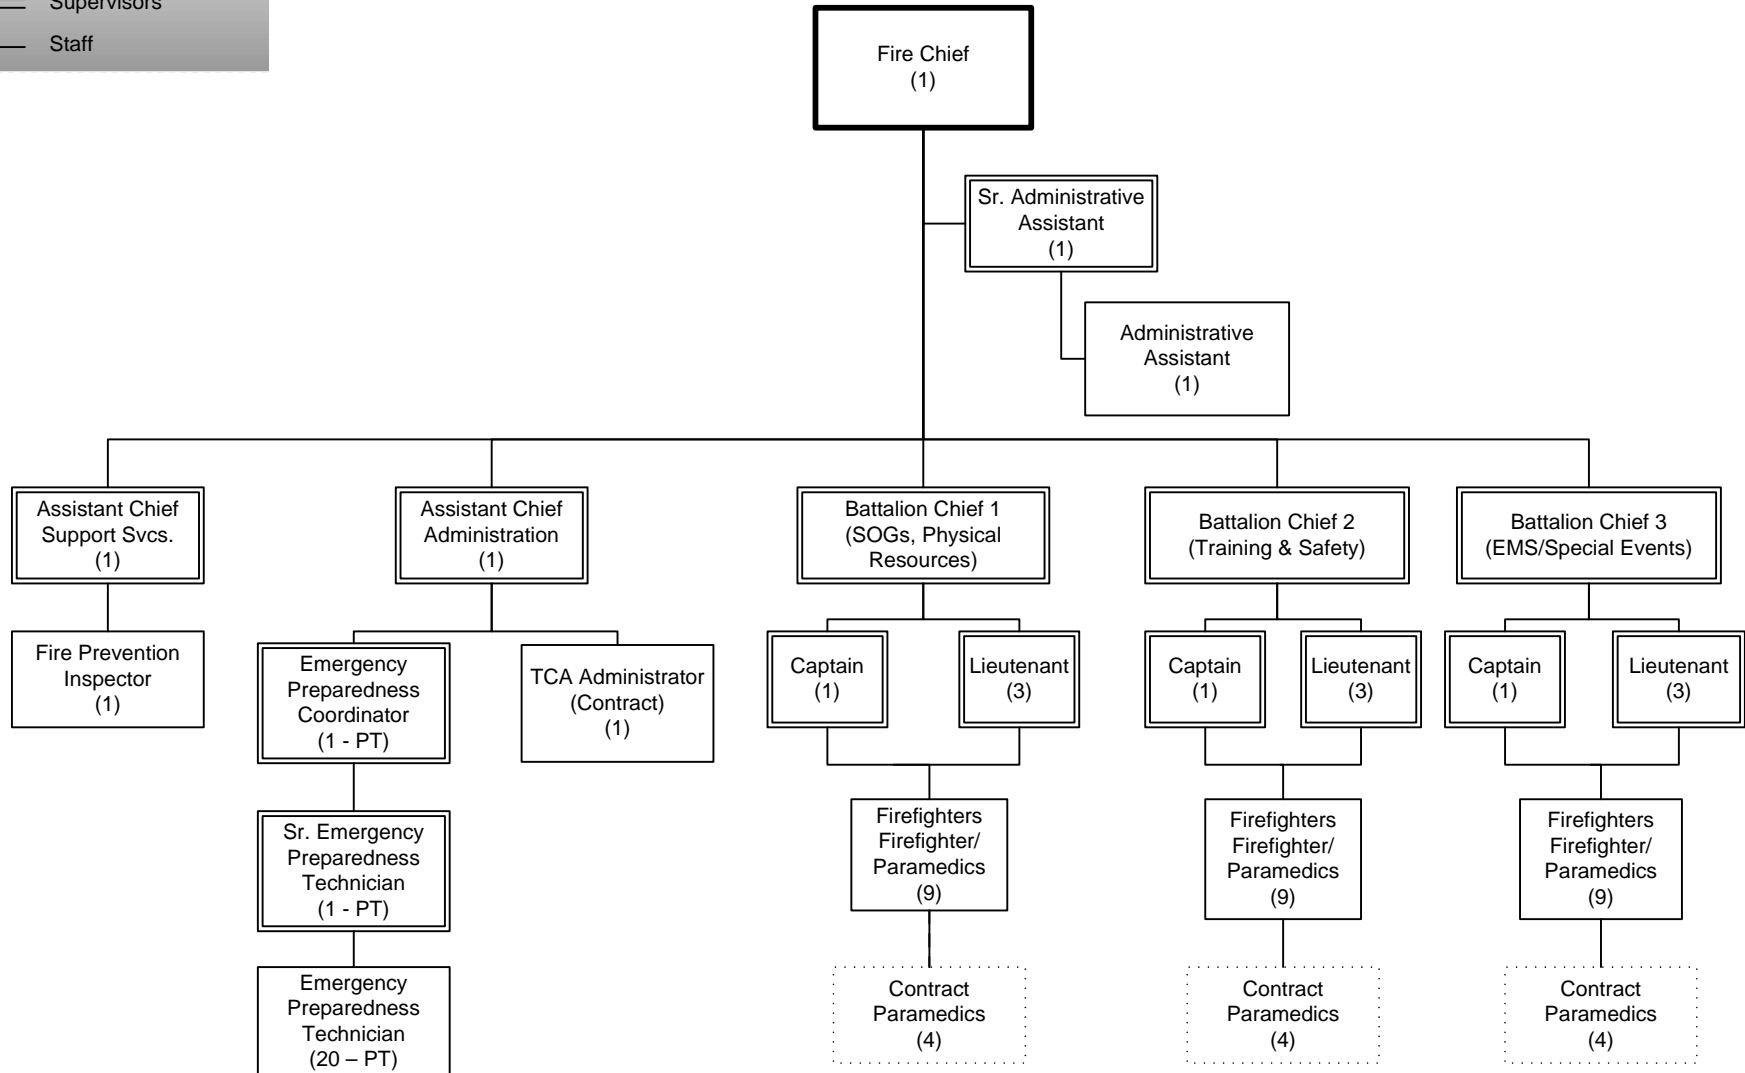 Supervisors
Staff
Fire Chief
(1)
Sr. Administrative
Assistant
(1)
Administrative
Assistant
(1)
Assistant Chief
Support Svcs.
(1)
Assistant Chief
Administration
(1)
Battalion Chief 1
(SOGs, Physical
Resources)
Battalion Chief 2
(Training & Safety)
Battalion Chief 3
(EMS/Special Events)
Fire Prevention
Inspector
(1)
Emergency
Preparedness
Coordinator
(1 - PT)
TCA Administrator
(Contract)
(1)
Captain
(1)
Lieutenant
(3)
Captain
(1)
Lieutenant
(3)
Captain
(1)
Lieutenant
(3)
Sr. Emergency
Preparedness
Technician
(1 - PT)
Firefighters
Firefighter/
Paramedics
(9)
Firefighters
Firefighter/
Paramedics
(9)
Firefighters
Firefighter/
Paramedics
(9)
Emergency
Preparedness
Technician
(20 – PT)
Contract
Paramedics
(4)
Contract
Paramedics
(4)
Contract
Paramedics
(4)